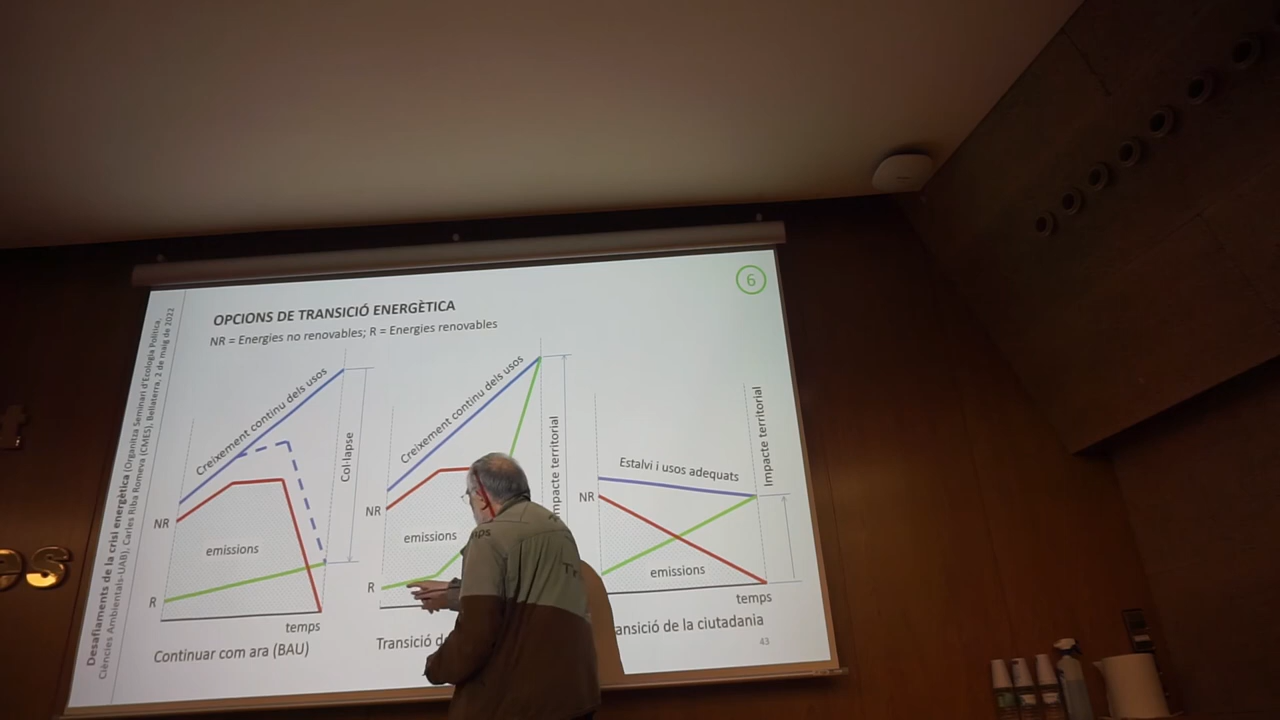 Desafiaments de la crisi energètica (Organitza Seminari d'Ecologia Política,
Ciències Ambientals-UAB), Carles Riba Romeva (CMES), Bellaterra, 2 de maig de 2022
6
OPCIONS DE TRANSICIÓ ENERGÈTICA
NR = Energies no renovables; R = Energies renovables
Creixement continu dels usos
NR
emissions
R
Col·lapse
temps
Continuar com ara (BAU)
Creixement continu dels usos
NR
emissions
R
Impacte territorial
Transició
Estalvi i usos adequats
NR
emissions
Impacte territorial
temps
ansició de la ciutadania
43